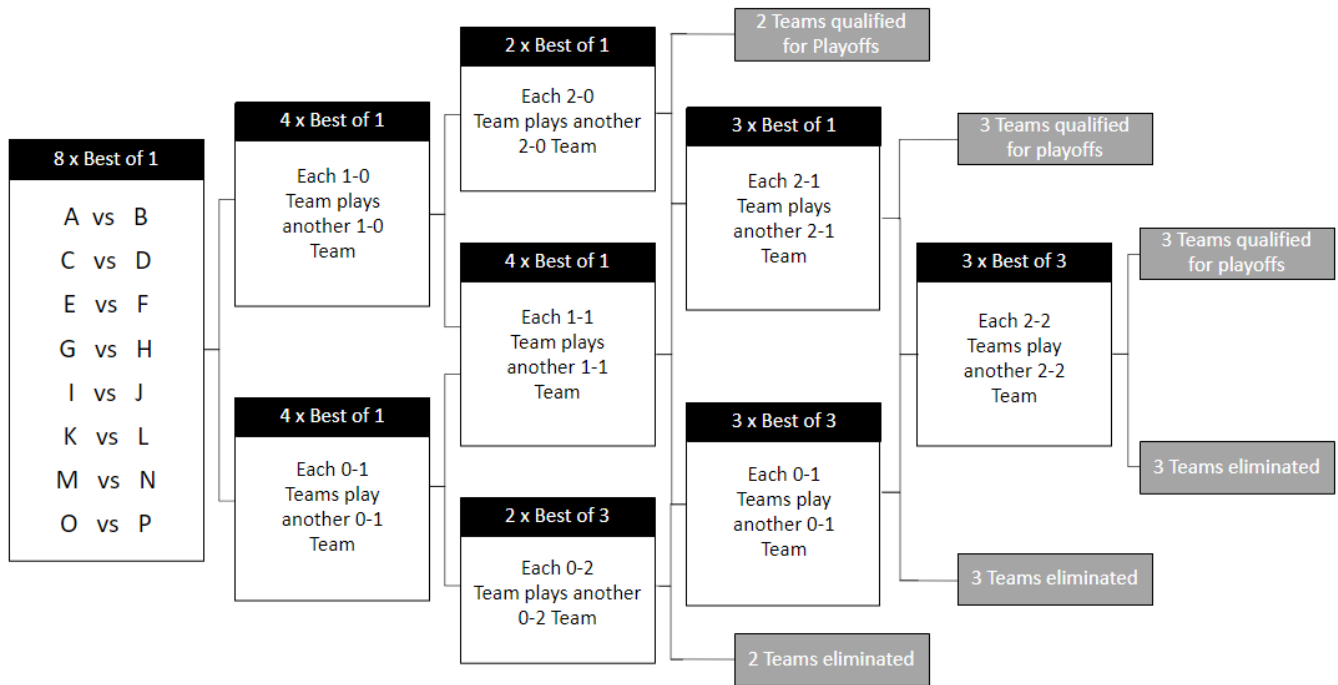 8 x Best of 1
A vs B
C vs D
E vs F
G vs H
I vs J
K vs L
M vs N
O vs P
4 x Best of 1
Each 1-0
Team plays
another 1-0
Team
4 x Best of 1
Each 0-1
Teams play
another 0-1
Team
2 x Best of 1
Each 2-0
Team plays another
2-0 Team
4 x Best of 1
Each 1-1
Team plays
another 1-1
Team
2 x Best of 3
Each 0-2
Team plays another
0-2 Team
2 Teams qualified
for Playoffs
3 x Best of 1
Each 2-1
Team plays
another 2-1
Team
3 x Best of 3
Each 0-1
Teams play
another 0-1
Team
2 Teams eliminated
3 Teams qualified
for playoffs
3 x Best of 3
Each 2-2
Teams play
another 2-2
Team
3 Teams eliminated
3 Teams qualified
for playoffs
3 Teams eliminated